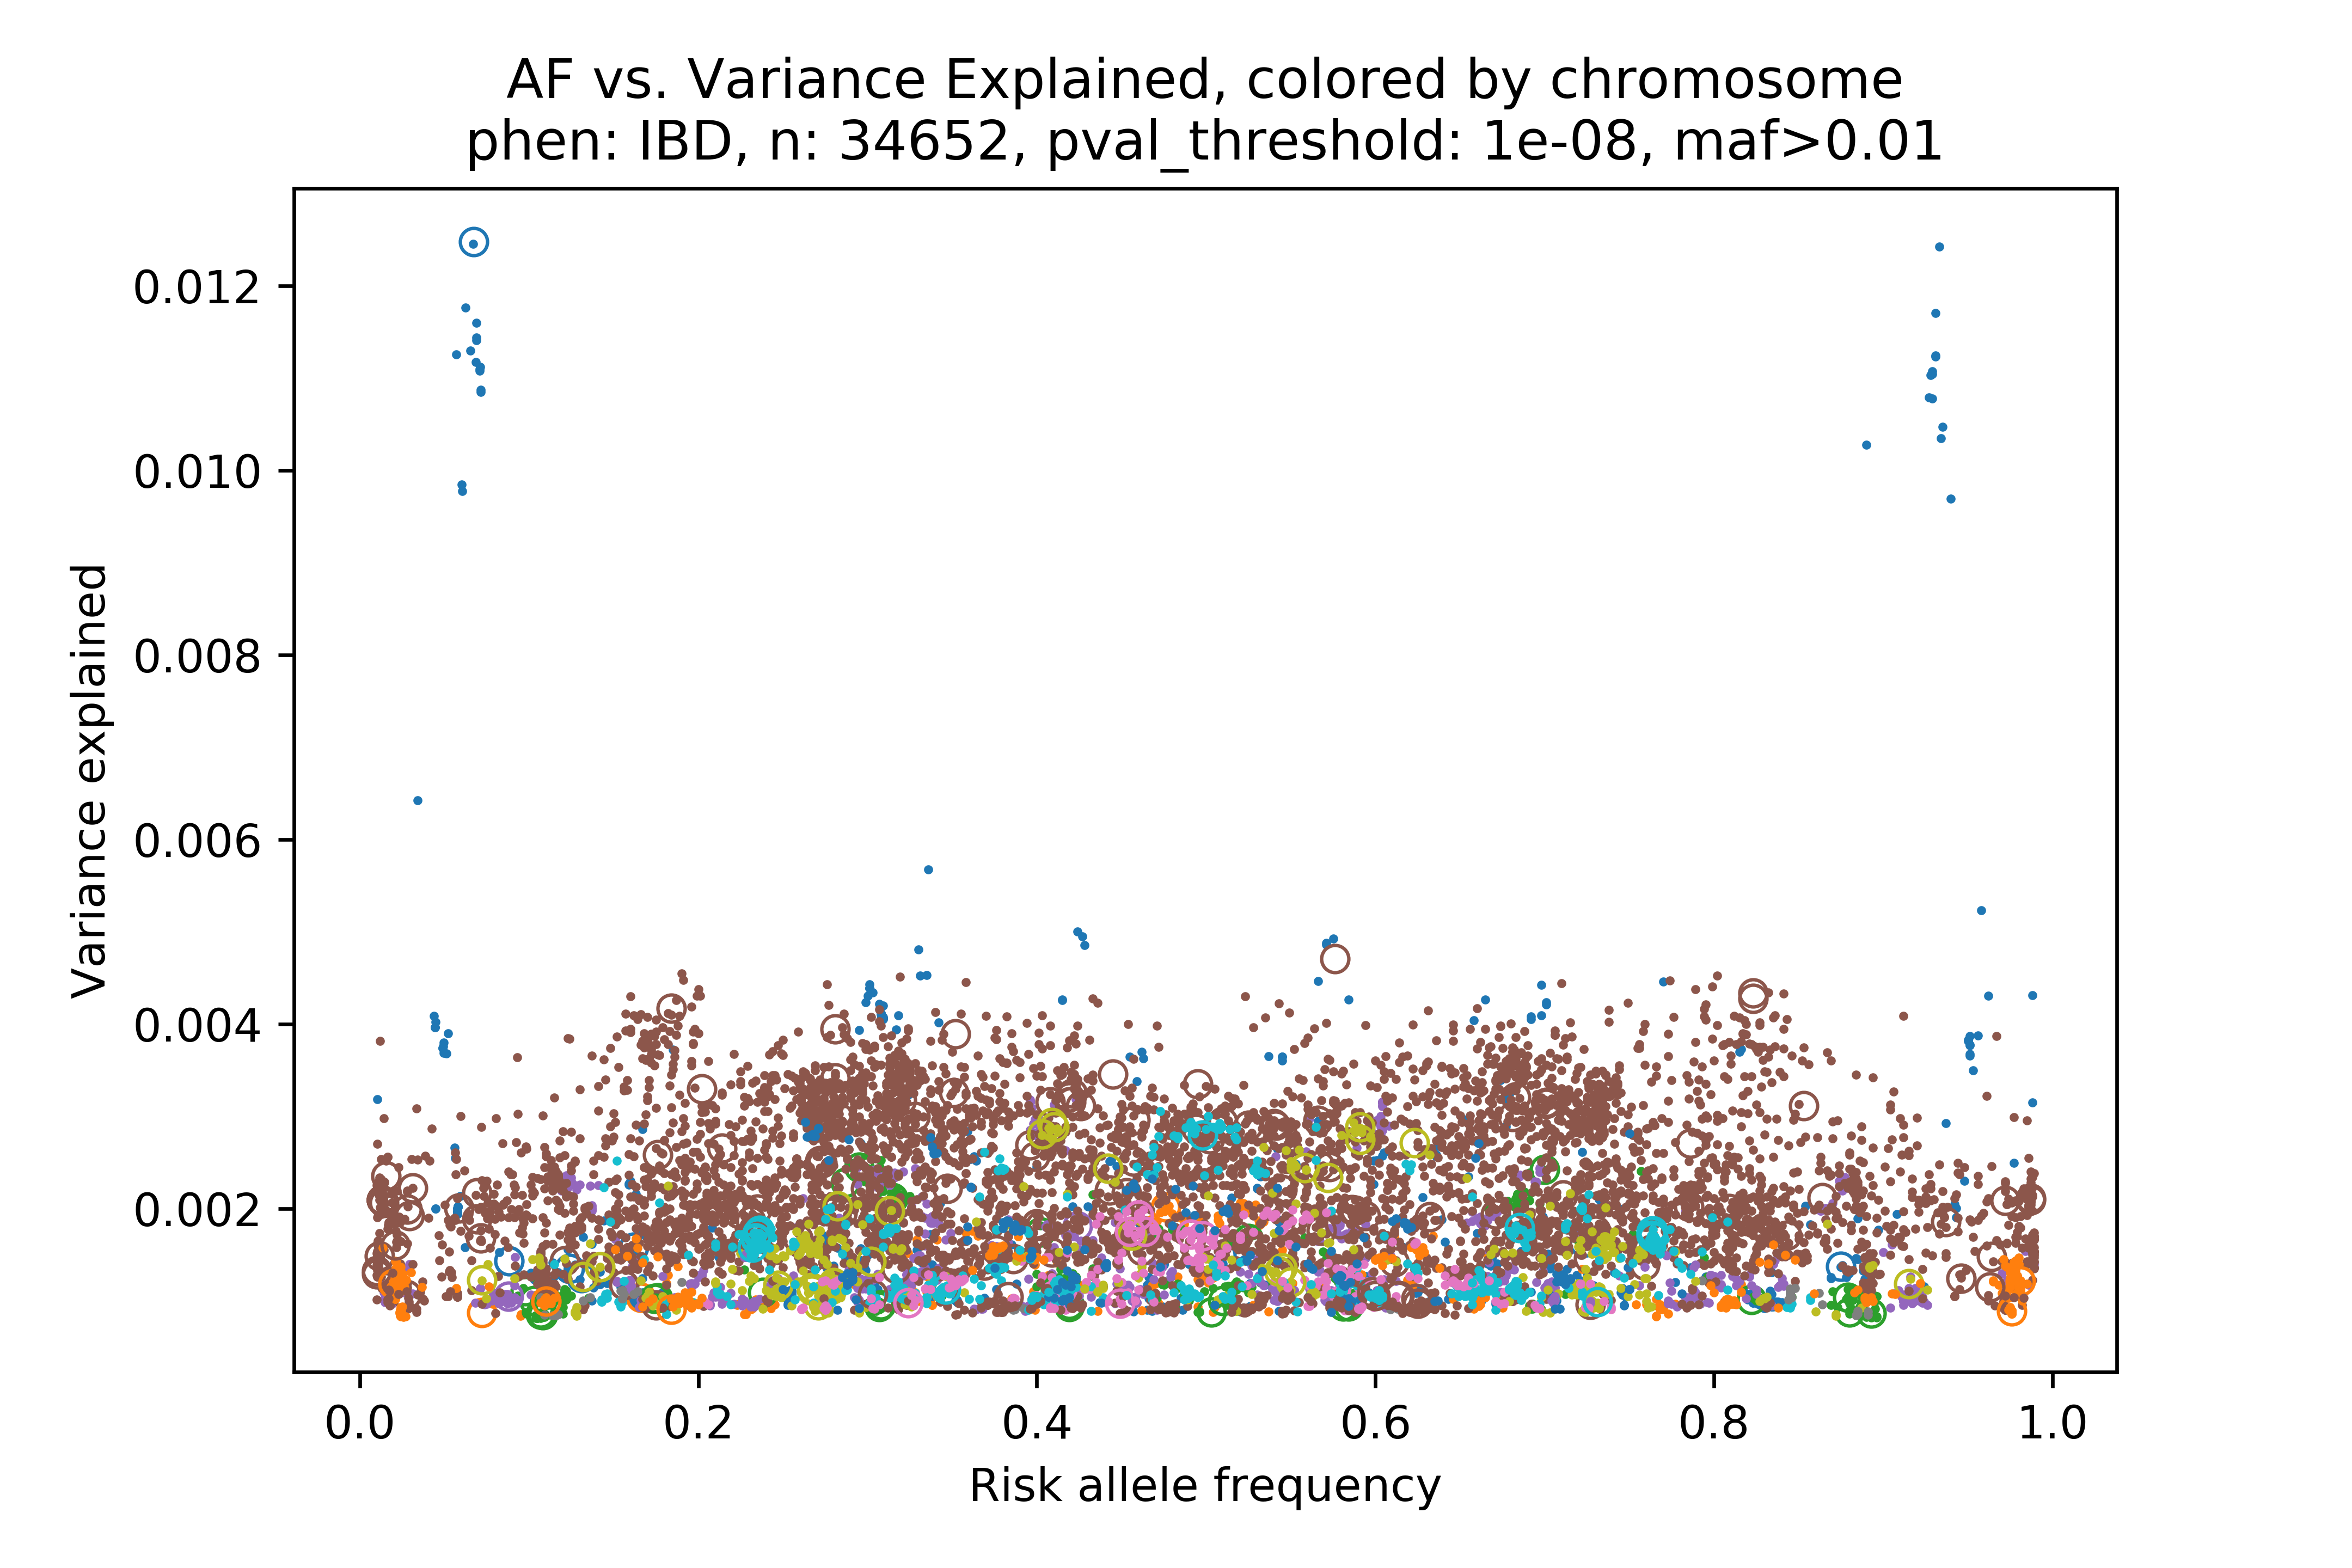 AF vs. Variance Explained, colored by chromosome
phen: IBD, n: 34652, pval_threshold: 1e-08, maf>0.01
0.012
0.010
0.008
0.006
0.004
0.002
Variance explained
0.0 0.2 0.4 0.6 0.8 1.0
Risk allele frequency